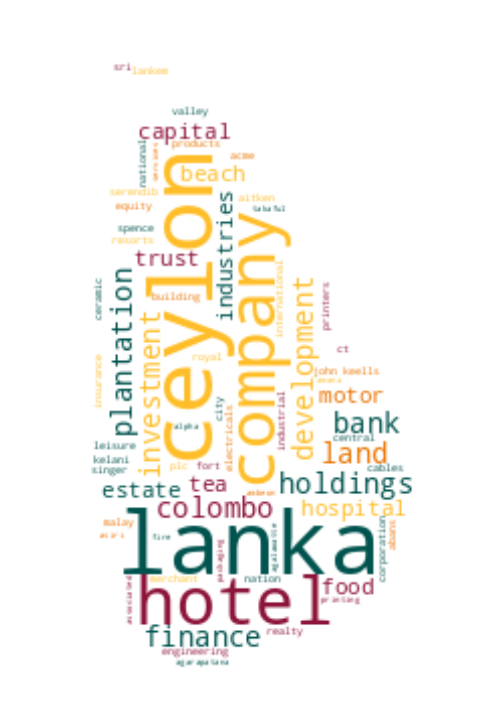 sri
lankem
valley
capital
national
products
services
acme
beach
serendib
equity
aitken
takaful
spence
resorts
industries
ceylon
company
trust
building
ceramic
plantation
investment
international
development
printers
royal
ct
john keells
insurance
motor
city
alpha
electricals
industrial
bank
central
leisure
kelani
singer
land
plc
fort
cables
estate
tea
holdings
colombo
hospital
malay
asiri
fire
lanka
packaging
agalawatte
corporation
abans
associated
merchant
nation
hotel
food
printing
finance
realty
engineering
agarapatana